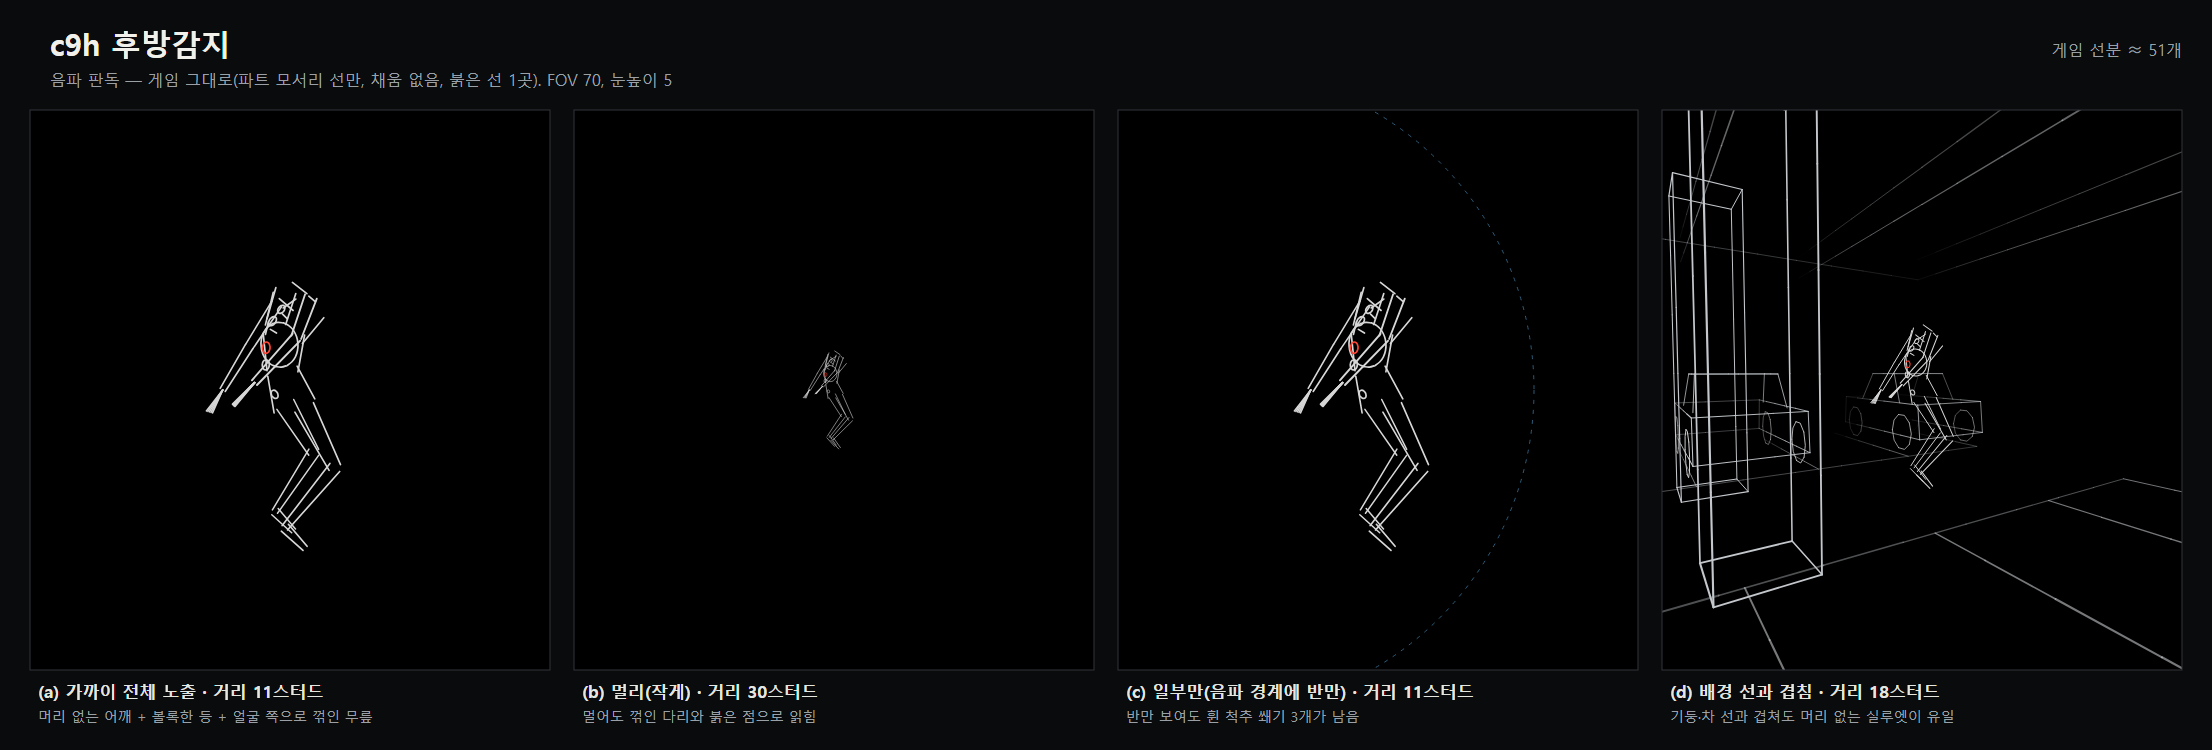 c9h 후방감지
게임 선분 ≈ 51개
음파 판독 — 게임 그대로(파트 모서리 선만, 채움 없음, 붉은 선 1곳). FOV 70, 눈높이 5
(a) 가까이 전체 노출 · 거리 11스터드
머리 없는 어깨 + 볼록한 등 + 얼굴 쪽으로 꺾인 무릎
(b) 멀리(작게) · 거리 30스터드
멀어도 꺾인 다리와 붉은 점으로 읽힘
(c) 일부만(음파 경계에 반만) · 거리 11스터드
반만 보여도 휜 척추 쐐기 3개가 남음
(d) 배경 선과 겹침 · 거리 18스터드
기둥·차 선과 겹쳐도 머리 없는 실루엣이 유일